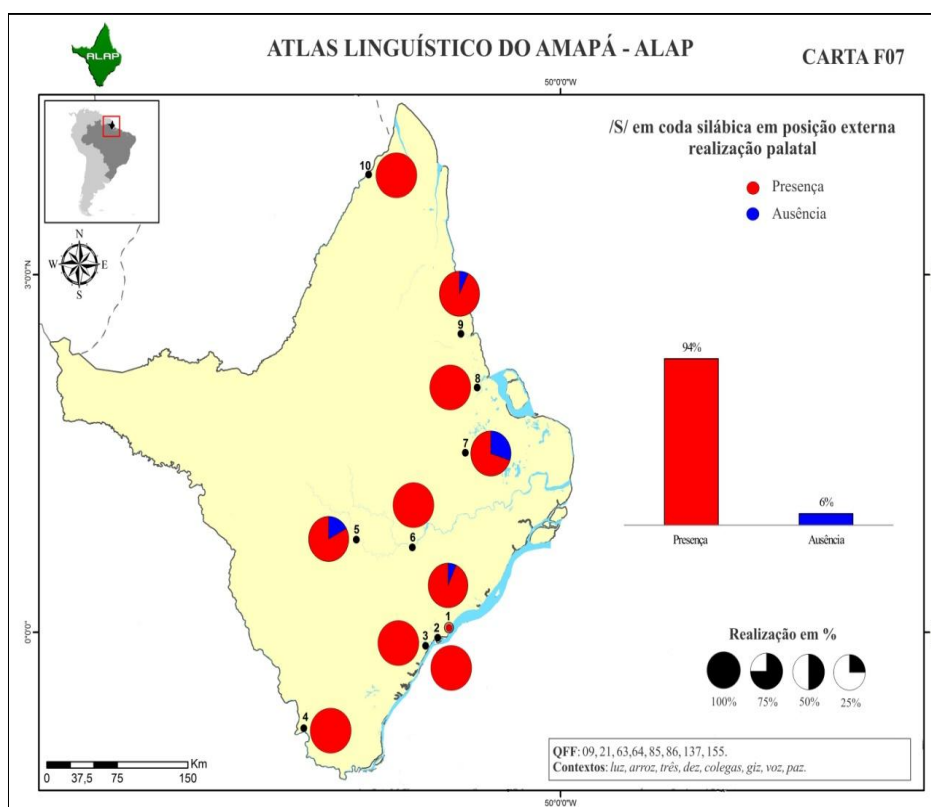 ALAP
ATLAS LINGUÍSTICO DO AMAPÁ - ALAP
CARTA F07
50°0'0"W
/S/ em coda silábica em posição externa
realização palatal
Presença
Ausência
N
W E
S
3°0'0"N
10
9
8
7
5
6
1
2
3
4
94%
6%
Presença
Ausência
0°0'0"
Realização em %
100% 75% 50% 25%
Km
0 37,5 75 150
QFF: 09, 21, 63,64, 85, 86, 137, 155.
Contextos: luz, arroz, três, dez, colegas, giz, voz, paz.
50°0'0"W